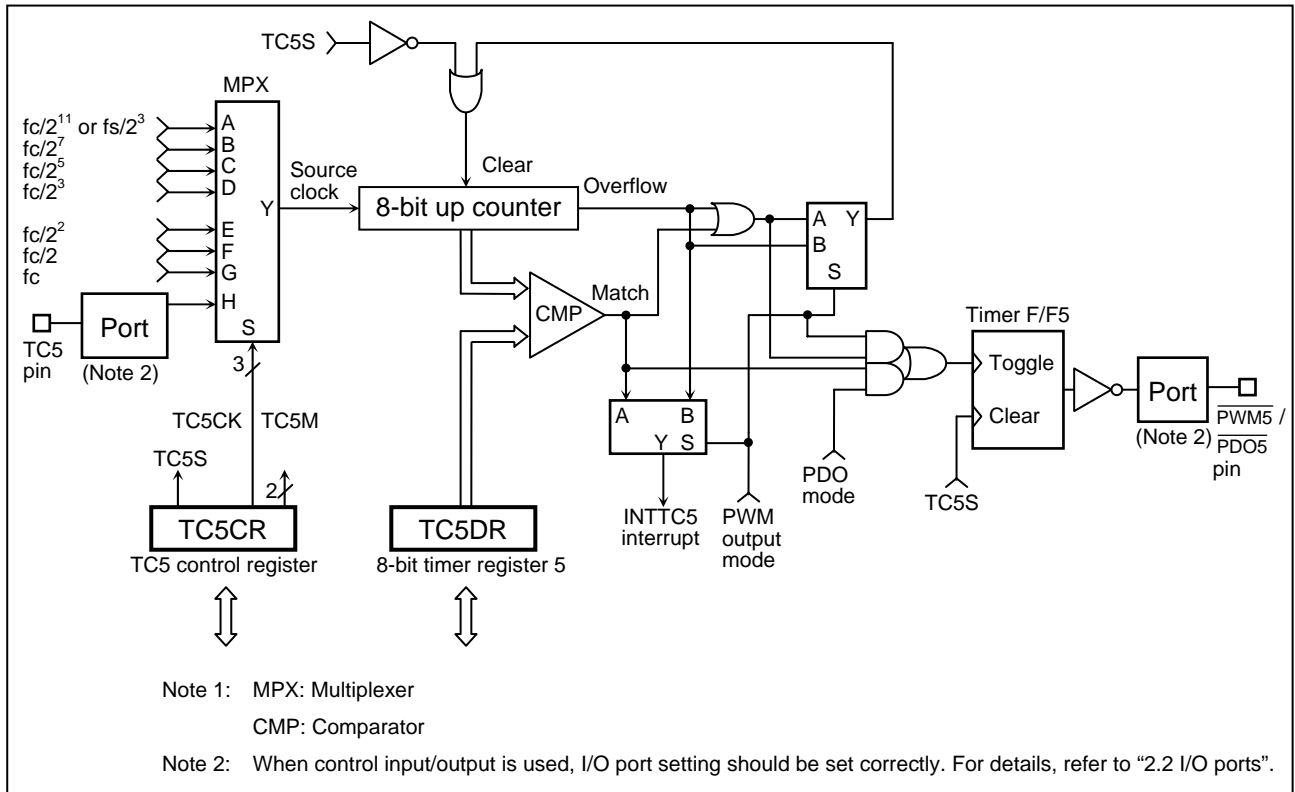 TC5S
MPX
fc/2¹¹ or fs/2³
fc/2⁷
fc/2⁵
fc/2³
fc/2²
fc/2
fc
A
B
C
D
E
F
G
H
Y
S
Source
clock
Clear
8-bit up counter
Overflow
A
Y
B
S
CMP
Match
Port
TC5
pin
(Note 2)
3
TC5CK
TC5M
TC5S
2
TC5CR
TC5 control register
TC5DR
8-bit timer register 5
A
B
Y
S
INTTC5
interrupt
PWM
output
mode
PDO
mode
Timer F/F5
Toggle
Clear
TC5S
Port
(Note 2)
PWM5 /
PDO5
pin
Note 1: MPX: Multiplexer
CMP: Comparator
Note 2: When control input/output is used, I/O port setting should be set correctly. For details, refer to “2.2 I/O ports”.